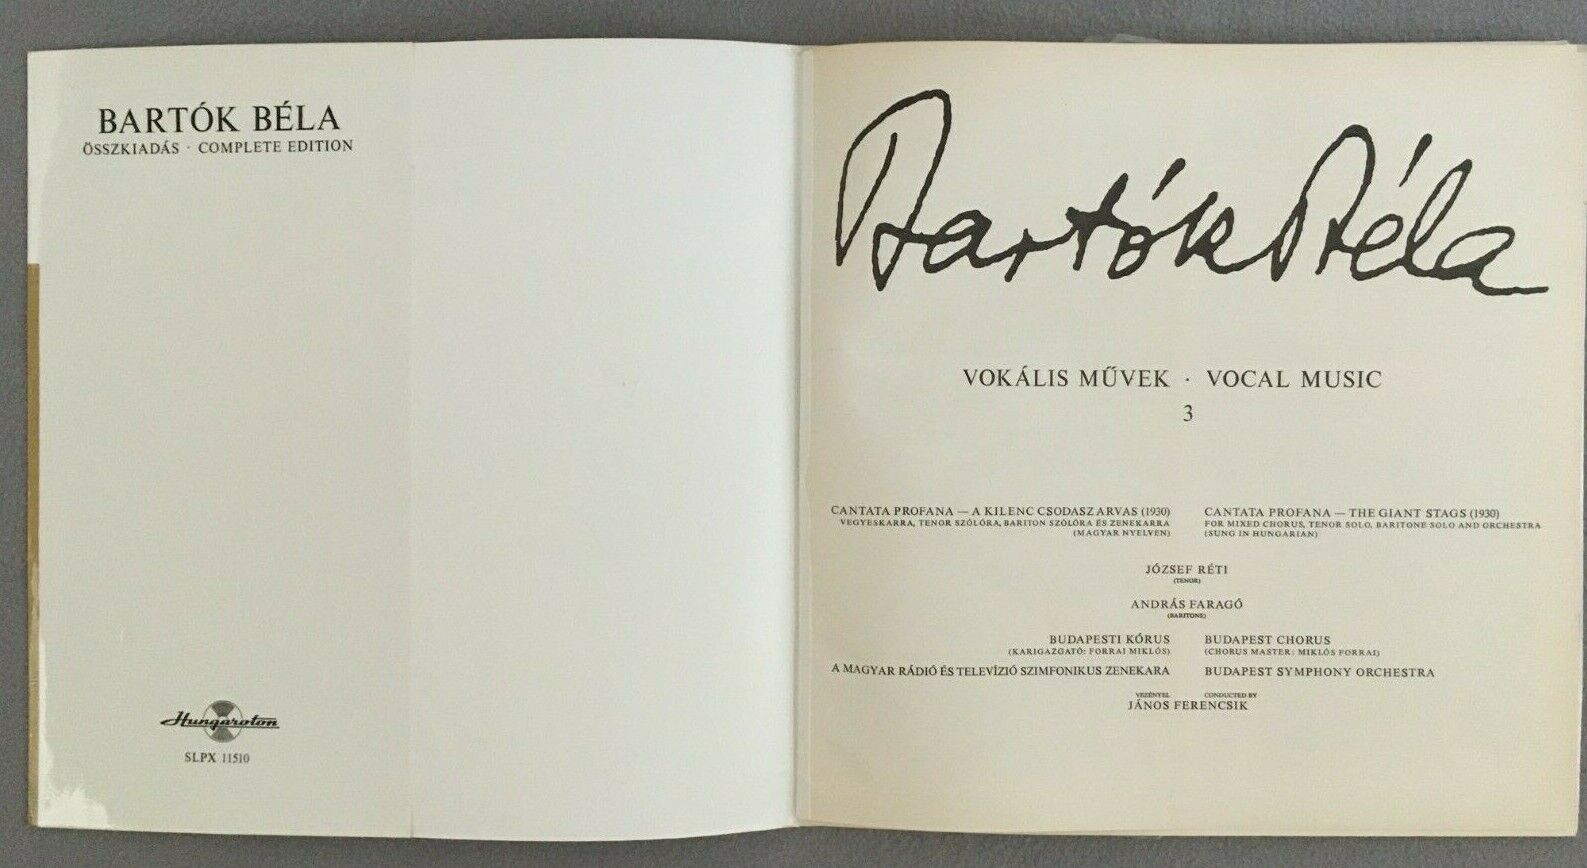 BARTÓK BÉLA
ÖSSZKIADÁS · COMPLETE EDITION
Hungaroton
SLPX 11510
Bartók Béla
VOKÁLIS MŰVEK · VOCAL MUSIC
3
CANTATA PROFANA — A KILENC CSODASZARVAS (1930)
VEGYESKARRA, TENOR SZÓLÓRA, BARITON SZÓLÓRA ÉS ZENEKARRA
(MAGYAR NYELVEN)
CANTATA PROFANA — THE GIANT STAGS (1930)
FOR MIXED CHORUS, TENOR SOLO, BARITONE SOLO AND ORCHESTRA
(SUNG IN HUNGARIAN)
JÓZSEF RÉTI
(TENOR)
ANDRÁS FARAGÓ
(BARITONE)
BUDAPESTI KÓRUS
(KARIGAZGATÓ: FORRAI MIKLÓS)
BUDAPEST CHORUS
(CHORUS MASTER: MIKLÓS FORRAI)
A MAGYAR RÁDIÓ ÉS TELEVÍZIÓ SZIMFONIKUS ZENEKARA
BUDAPEST SYMPHONY ORCHESTRA
VEZÉNYEL CONDUCTED BY
JÁNOS FERENCSIK